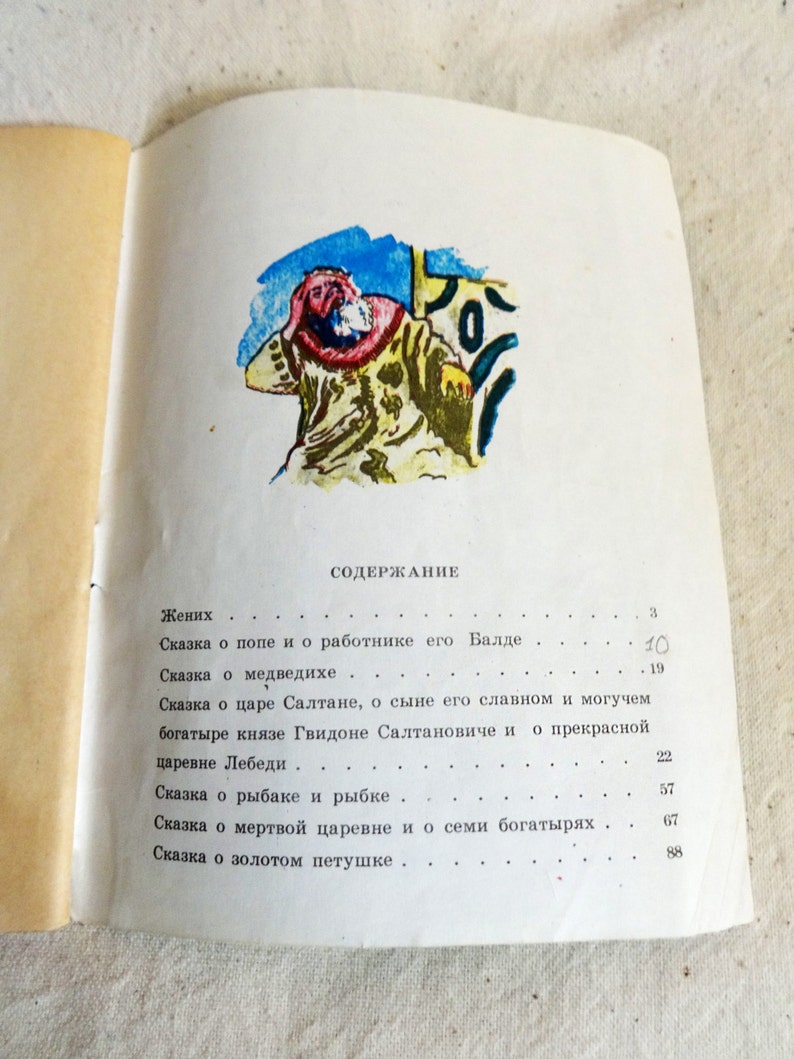 СОДЕРЖАНИЕ
Жених . . . . . . . . . . . . . . . . . . . 3
Сказка о попе и о работнике его Балде . . . . . 10
Сказка о медведихе . . . . . . . . . . . . . 19
Сказка о царе Салтане, о сыне его славном и могучем
богатыре князе Гвидоне Салтановиче и о прекрасной
царевне Лебеди . . . . . . . . . . . . . 22
Сказка о рыбаке и рыбке . . . . . . . . . . 57
Сказка о мертвой царевне и о семи богатырях . . 67
Сказка о золотом петушке . . . . . . . . . . 88